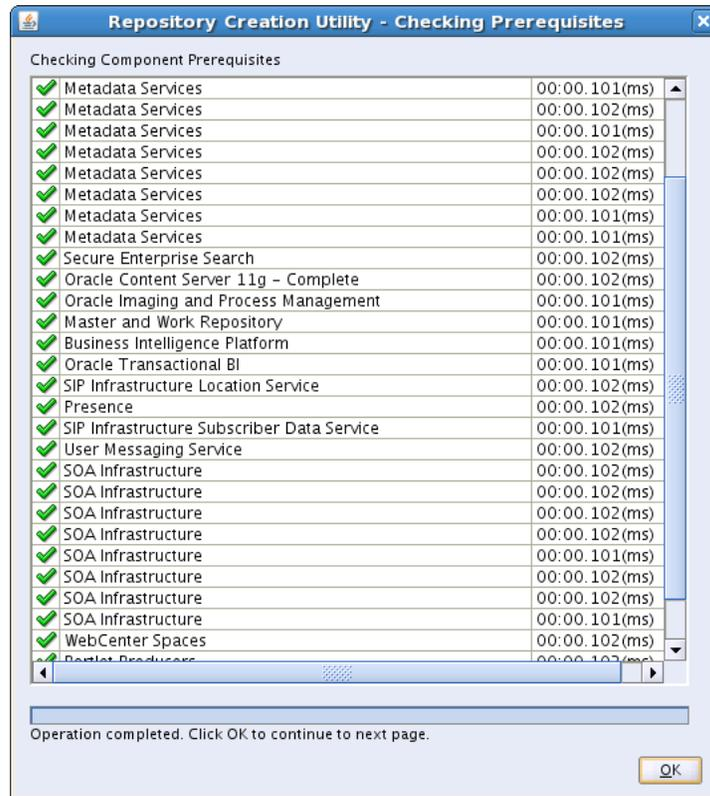 Repository Creation Utility - Checking Prerequisites
Checking Component Prerequisites
Metadata Services 00:00.101(ms)
Metadata Services 00:00.102(ms)
Metadata Services 00:00.101(ms)
Metadata Services 00:00.102(ms)
Metadata Services 00:00.102(ms)
Metadata Services 00:00.102(ms)
Metadata Services 00:00.101(ms)
Metadata Services 00:00.101(ms)
Secure Enterprise Search 00:00.102(ms)
Oracle Content Server 11g – Complete 00:00.102(ms)
Oracle Imaging and Process Management 00:00.101(ms)
Master and Work Repository 00:00.101(ms)
Business Intelligence Platform 00:00.101(ms)
Oracle Transactional BI 00:00.101(ms)
SIP Infrastructure Location Service 00:00.102(ms)
Presence 00:00.102(ms)
SIP Infrastructure Subscriber Data Service 00:00.101(ms)
User Messaging Service 00:00.102(ms)
SOA Infrastructure 00:00.102(ms)
SOA Infrastructure 00:00.102(ms)
SOA Infrastructure 00:00.102(ms)
SOA Infrastructure 00:00.102(ms)
SOA Infrastructure 00:00.101(ms)
SOA Infrastructure 00:00.102(ms)
SOA Infrastructure 00:00.102(ms)
SOA Infrastructure 00:00.101(ms)
WebCenter Spaces 00:00.102(ms)
Portlet Producers 00:00.102(ms)
Operation completed. Click OK to continue to next page.
OK